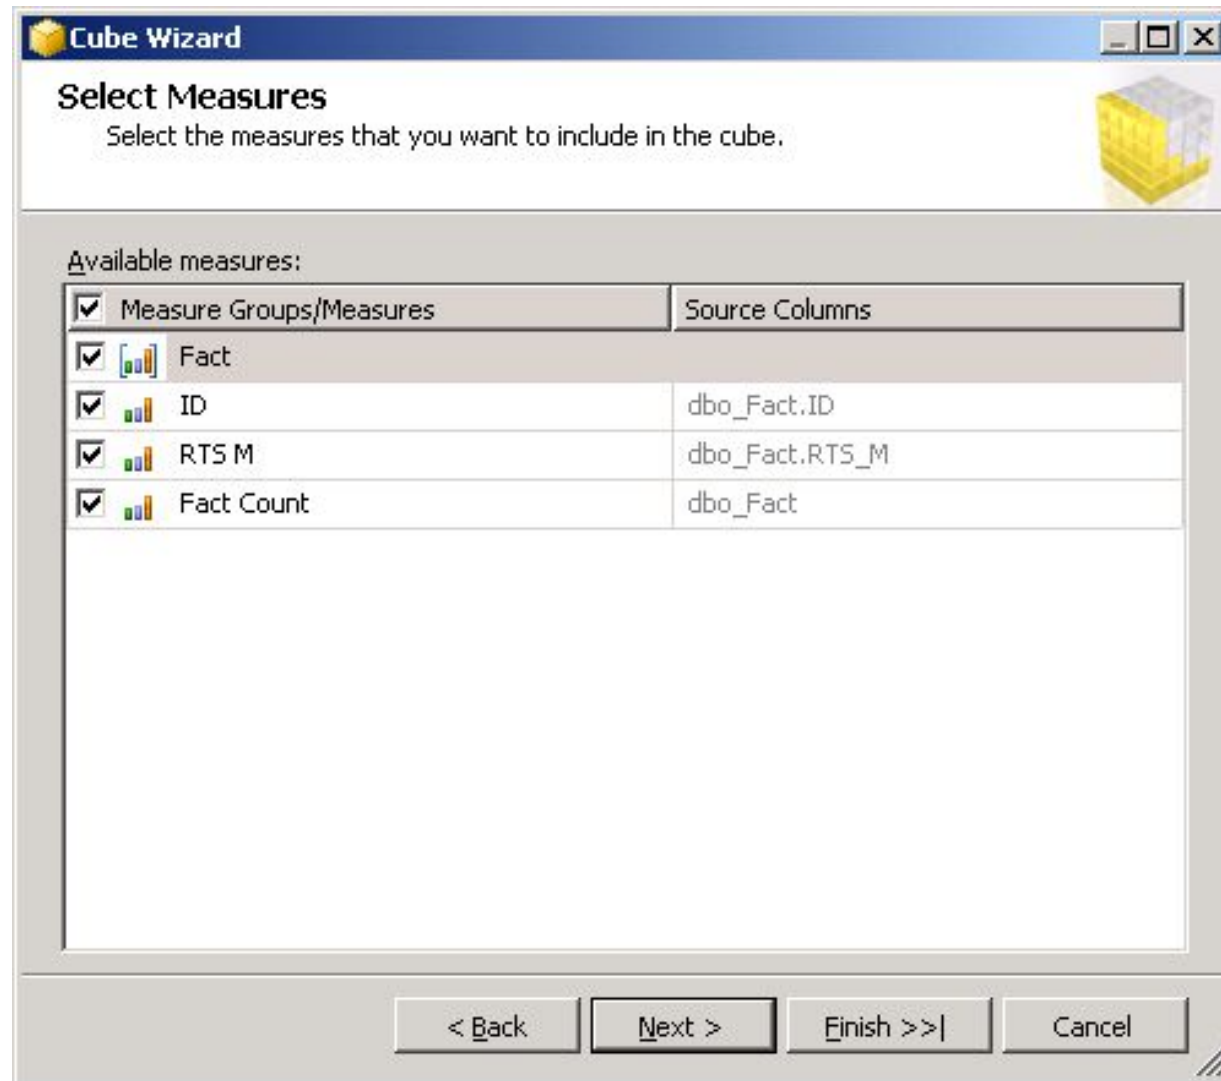 Cube Wizard
Select Measures
Select the measures that you want to include in the cube.
Available measures:
Measure Groups/Measures Source Columns
Fact
ID dbo_Fact.ID
RTS M dbo_Fact.RTS_M
Fact Count dbo_Fact
< Back Next > Finish >>| Cancel